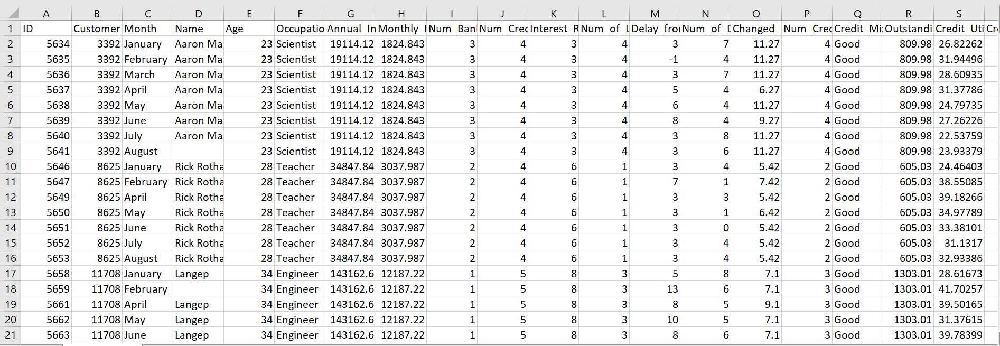 A B C D E F G H I J K L M N O P Q R S
1 ID Customer_ Month Name Age Occupatio Annual_In Monthly_I Num_Ban Num_Cred Interest_R Num_of_L Delay_fro Num_of_D Changed_ Num_Cred Credit_Mi Outstandi Credit_Uti Cr
2 5634 3392 January Aaron Ma 23 Scientist 19114.12 1824.843 3 4 3 4 3 7 11.27 4 Good 809.98 26.82262
3 5635 3392 February Aaron Ma 23 Scientist 19114.12 1824.843 3 4 3 4 -1 4 11.27 4 Good 809.98 31.94496
4 5636 3392 March Aaron Ma 23 Scientist 19114.12 1824.843 3 4 3 4 3 7 11.27 4 Good 809.98 28.60935
5 5637 3392 April Aaron Ma 23 Scientist 19114.12 1824.843 3 4 3 4 5 4 6.27 4 Good 809.98 31.37786
6 5638 3392 May Aaron Ma 23 Scientist 19114.12 1824.843 3 4 3 4 6 4 11.27 4 Good 809.98 24.79735
7 5639 3392 June Aaron Ma 23 Scientist 19114.12 1824.843 3 4 3 4 8 4 9.27 4 Good 809.98 27.26226
8 5640 3392 July Aaron Ma 23 Scientist 19114.12 1824.843 3 4 3 4 3 8 11.27 4 Good 809.98 22.53759
9 5641 3392 August 23 Scientist 19114.12 1824.843 3 4 3 4 3 6 11.27 4 Good 809.98 23.93379
10 5646 8625 January Rick Rotha 28 Teacher 34847.84 3037.987 2 4 6 1 3 4 5.42 2 Good 605.03 24.46403
11 5647 8625 February Rick Rotha 28 Teacher 34847.84 3037.987 2 4 6 1 7 1 7.42 2 Good 605.03 38.55085
12 5649 8625 April Rick Rotha 28 Teacher 34847.84 3037.987 2 4 6 1 3 3 5.42 2 Good 605.03 39.18266
13 5650 8625 May Rick Rotha 28 Teacher 34847.84 3037.987 2 4 6 1 3 1 6.42 2 Good 605.03 34.97789
14 5651 8625 June Rick Rotha 28 Teacher 34847.84 3037.987 2 4 6 1 3 0 5.42 2 Good 605.03 33.38101
15 5652 8625 July Rick Rotha 28 Teacher 34847.84 3037.987 2 4 6 1 3 4 5.42 2 Good 605.03 31.1317
16 5653 8625 August Rick Rotha 28 Teacher 34847.84 3037.987 2 4 6 1 3 4 5.42 2 Good 605.03 32.93386
17 5658 11708 January Langep 34 Engineer 143162.6 12187.22 1 5 8 3 5 8 7.1 3 Good 1303.01 28.61673
18 5659 11708 February 34 Engineer 143162.6 12187.22 1 5 8 3 13 6 7.1 3 Good 1303.01 41.70257
19 5661 11708 April Langep 34 Engineer 143162.6 12187.22 1 5 8 3 8 5 9.1 3 Good 1303.01 39.50165
20 5662 11708 May Langep 34 Engineer 143162.6 12187.22 1 5 8 3 10 5 7.1 3 Good 1303.01 31.37615
21 5663 11708 June Langep 34 Engineer 143162.6 12187.22 1 5 8 3 8 6 7.1 3 Good 1303.01 39.78399